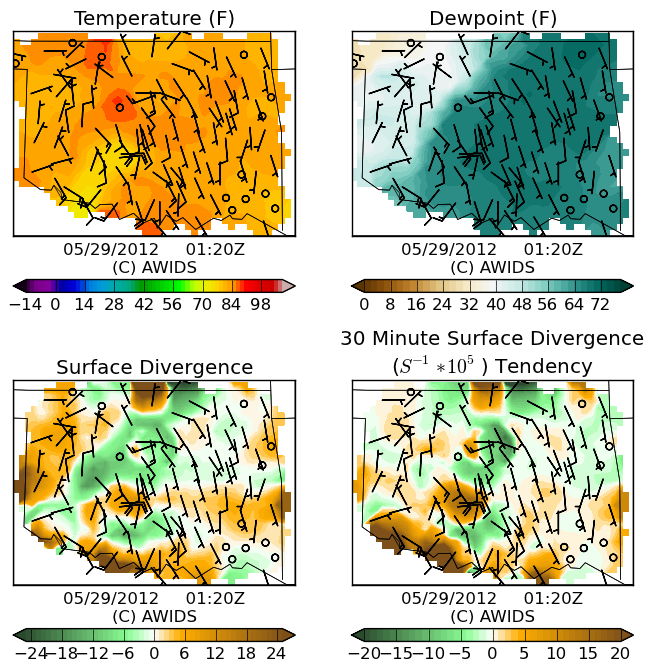 Temperature (F)
05/29/2012 01:20Z
(C) AWIDS
−14 0 14 28 42 56 70 84 98
Dewpoint (F)
05/29/2012 01:20Z
(C) AWIDS
0 8 16 24 32 40 48 56 64 72
Surface Divergence
05/29/2012 01:20Z
(C) AWIDS
−24 −18 −12 −6 0 6 12 18 24
30 Minute Surface Divergence
(S⁻¹ ∗10⁵ ) Tendency
05/29/2012 01:20Z
(C) AWIDS
−20 −15 −10 −5 0 5 10 15 20